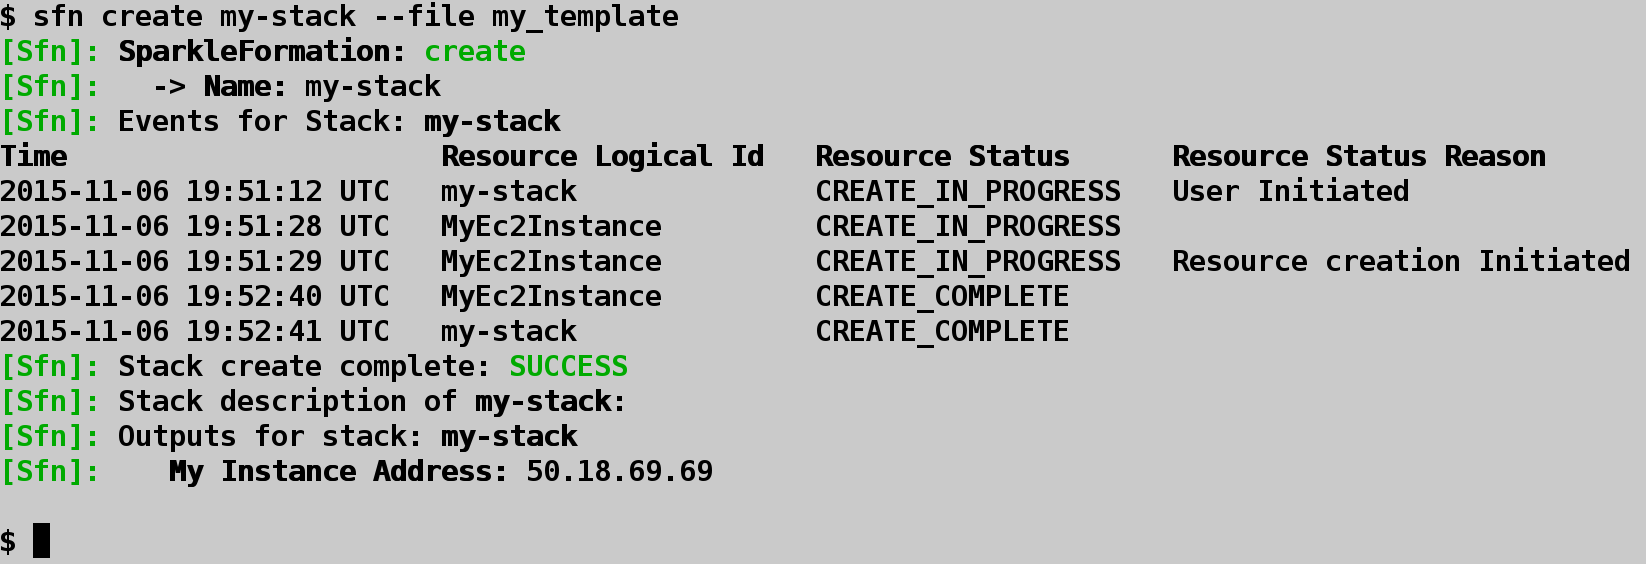 $ sfn create my-stack --file my_template
[Sfn]: SparkleFormation: create
[Sfn]:   -> Name: my-stack
[Sfn]: Events for Stack: my-stack
Time                      Resource Logical Id   Resource Status      Resource Status Reason
2015-11-06 19:51:12 UTC   my-stack              CREATE_IN_PROGRESS   User Initiated
2015-11-06 19:51:28 UTC   MyEc2Instance         CREATE_IN_PROGRESS
2015-11-06 19:51:29 UTC   MyEc2Instance         CREATE_IN_PROGRESS   Resource creation Initiated
2015-11-06 19:52:40 UTC   MyEc2Instance         CREATE_COMPLETE
2015-11-06 19:52:41 UTC   my-stack              CREATE_COMPLETE
[Sfn]: Stack create complete: SUCCESS
[Sfn]: Stack description of my-stack:
[Sfn]: Outputs for stack: my-stack
[Sfn]:    My Instance Address: 50.18.69.69
$